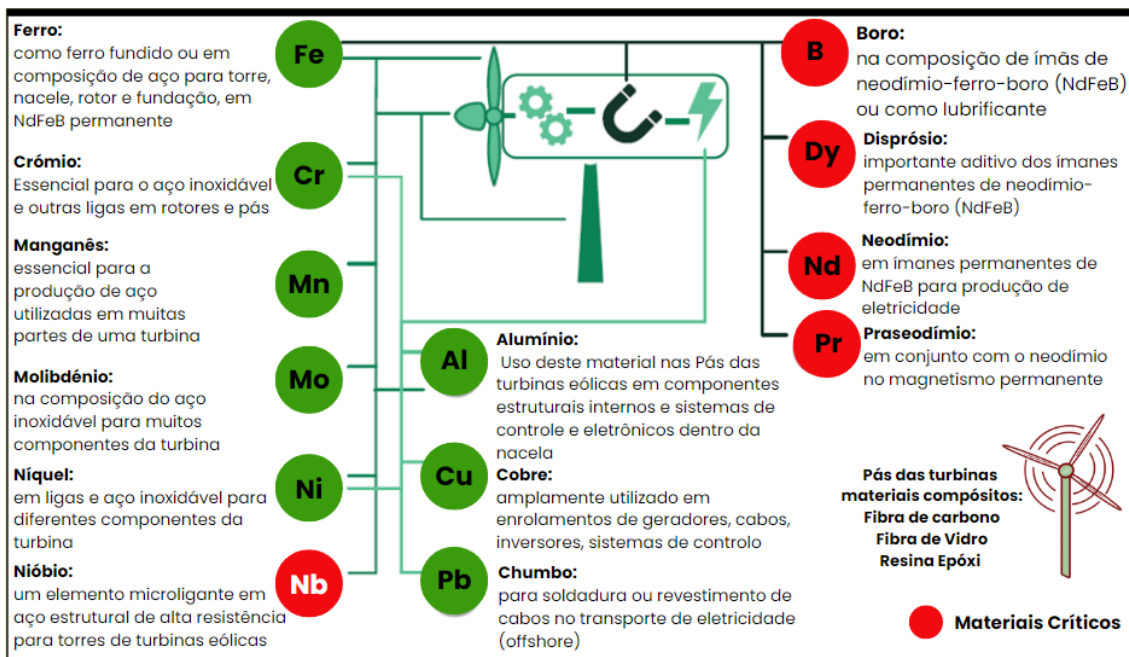 Ferro:
como ferro fundido ou em
composição de aço para torre,
nacele, rotor e fundação, em
NdFeB permanente
Fe
Crómio:
Essencial para o aço inoxidável
e outras ligas em rotores e pás
Cr
Manganês:
essencial para a
produção de aço
utilizadas em muitas
partes de uma turbina
Mn
Molibdénio:
na composição do aço
inoxidável para muitos
componentes da turbina
Mo
Níquel:
em ligas e aço inoxidável para
diferentes componentes da
turbina
Ni
Nióbio:
um elemento microligante em
aço estrutural de alta resistência
para torres de turbinas eólicas
Nb
Al
Alumínio:
Uso deste material nas Pás das
turbinas eólicas em componentes
estruturais internos e sistemas de
controle e eletrônicos dentro da
nacela
Cu
Cobre:
amplamente utilizado em
enrolamentos de geradores, cabos,
inversores, sistemas de controlo
Pb
Chumbo:
para soldadura ou revestimento de
cabos no transporte de eletricidade
(offshore)
B
Boro:
na composição de ímãs de
neodímio-ferro-boro (NdFeB)
ou como lubrificante
Dy
Disprósio:
importante aditivo dos ímanes
permanentes de neodímio-
ferro-boro (NdFeB)
Nd
Neodímio:
em ímanes permanentes de
NdFeB para produção de
eletricidade
Pr
Praseodímio:
em conjunto com o neodímio
no magnetismo permanente
Pás das turbinas
materiais compósitos:
Fibra de carbono
Fibra de Vidro
Resina Epóxi
Materiais Críticos